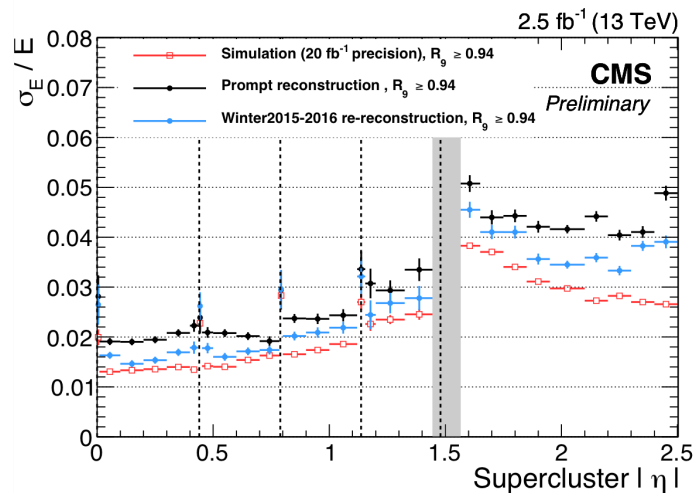 2.5 fb⁻¹ (13 TeV)
σ_E / E
0.08
0.07
0.06
0.05
0.04
0.03
0.02
0.01
0
Simulation (20 fb⁻¹ precision), R₉ ≥ 0.94
Prompt reconstruction , R₉ ≥ 0.94
Winter2015-2016 re-reconstruction, R₉ ≥ 0.94
CMS
Preliminary
0 0.5 1 1.5 2 2.5
Supercluster | η |